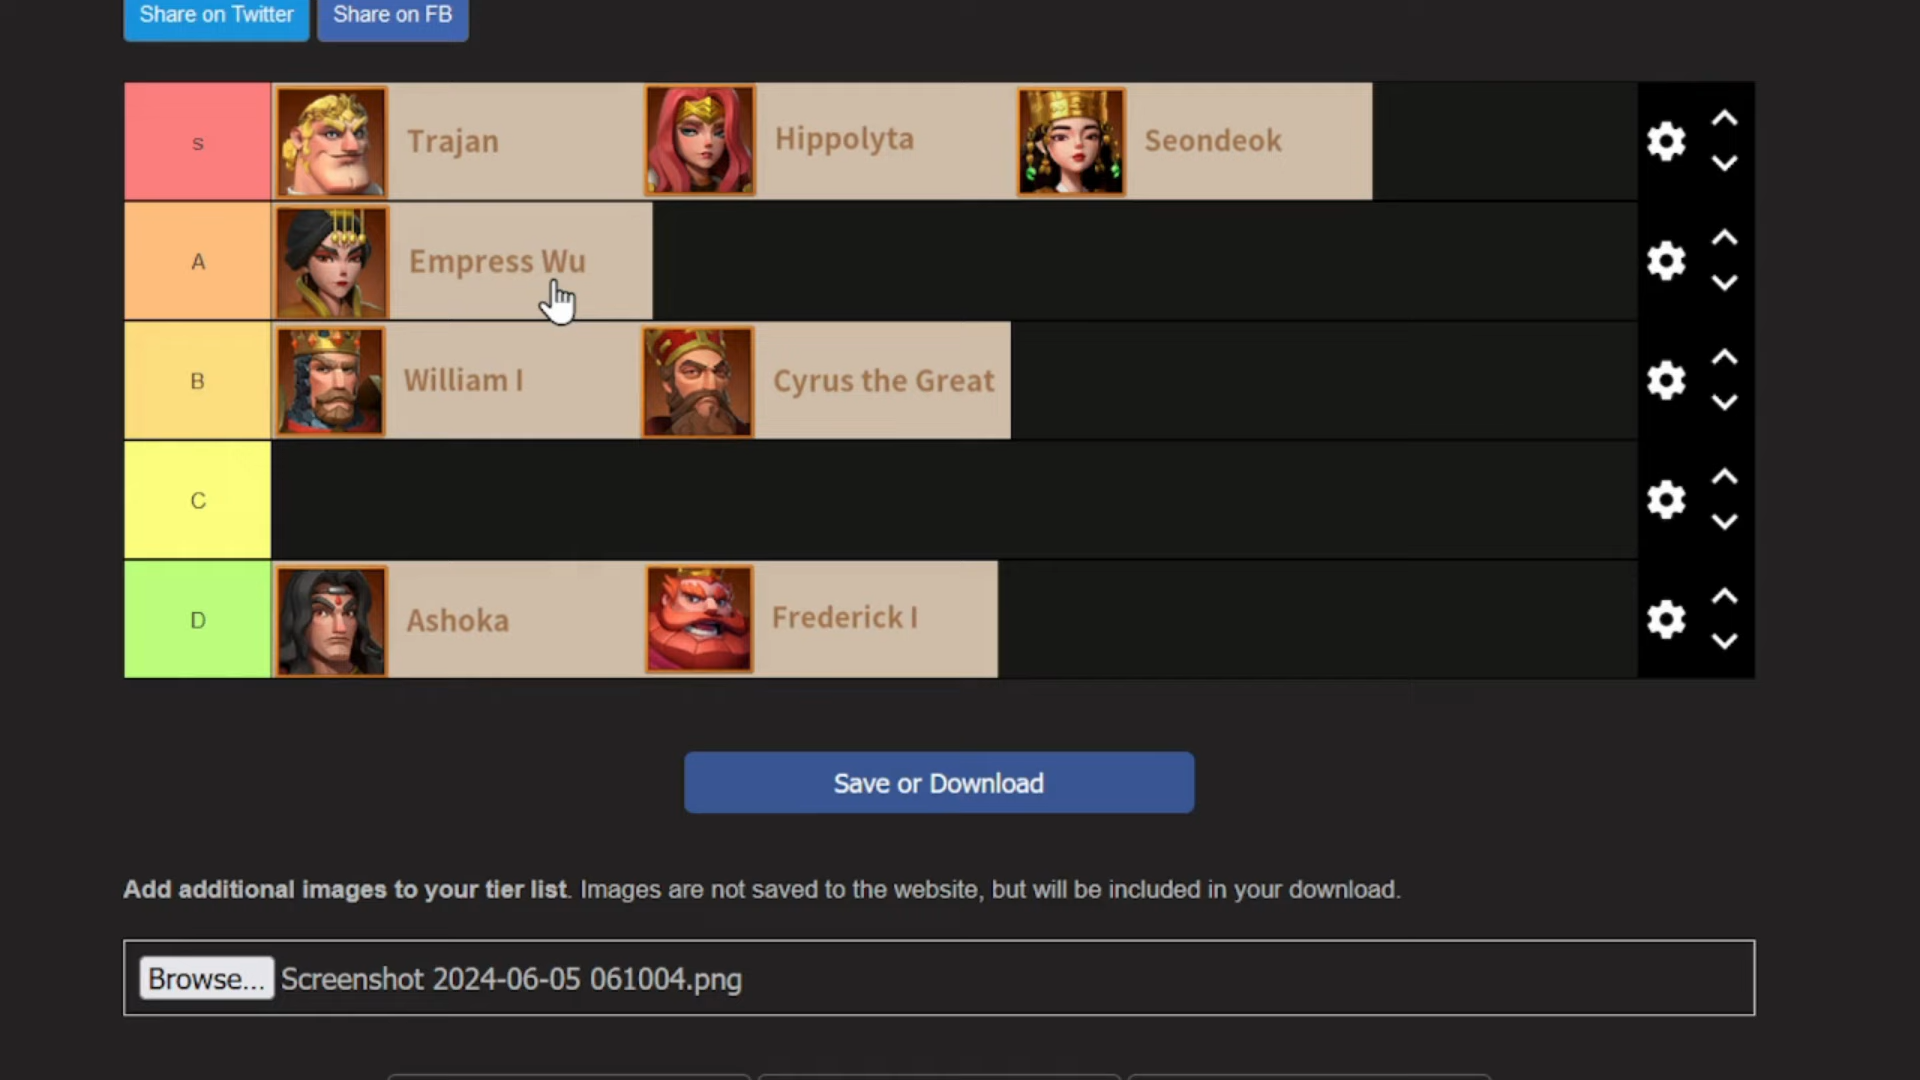 Share on Twitter Share on FB
S Trajan Hippolyta Seondeok
A Empress Wu
B William I Cyrus the Great
C
D Ashoka Frederick I
Save or Download
Add additional images to your tier list. Images are not saved to the website, but will be included in your download.
Browse... Screenshot 2024-06-05 061004.png